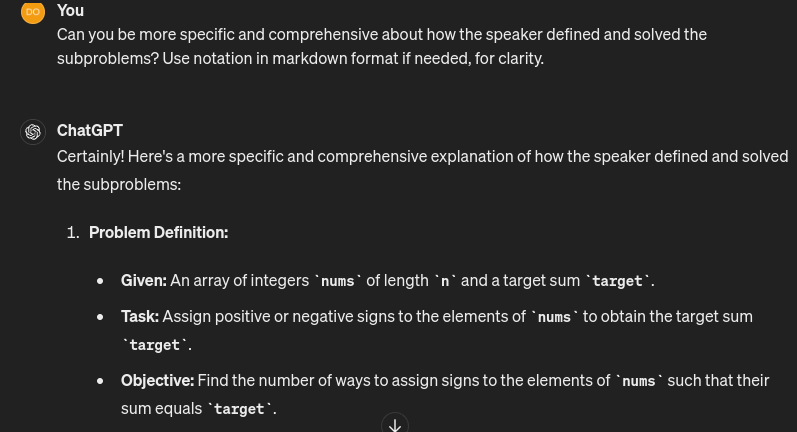 DO
You
Can you be more specific and comprehensive about how the speaker defined and solved the
subproblems? Use notation in markdown format if needed, for clarity.
ChatGPT
Certainly! Here's a more specific and comprehensive explanation of how the speaker defined and solved
the subproblems:
1. Problem Definition:
• Given: An array of integers `nums` of length `n` and a target sum `target`.
• Task: Assign positive or negative signs to the elements of `nums` to obtain the target sum
`target`.
• Objective: Find the number of ways to assign signs to the elements of `nums` such that their
sum equals `target`.